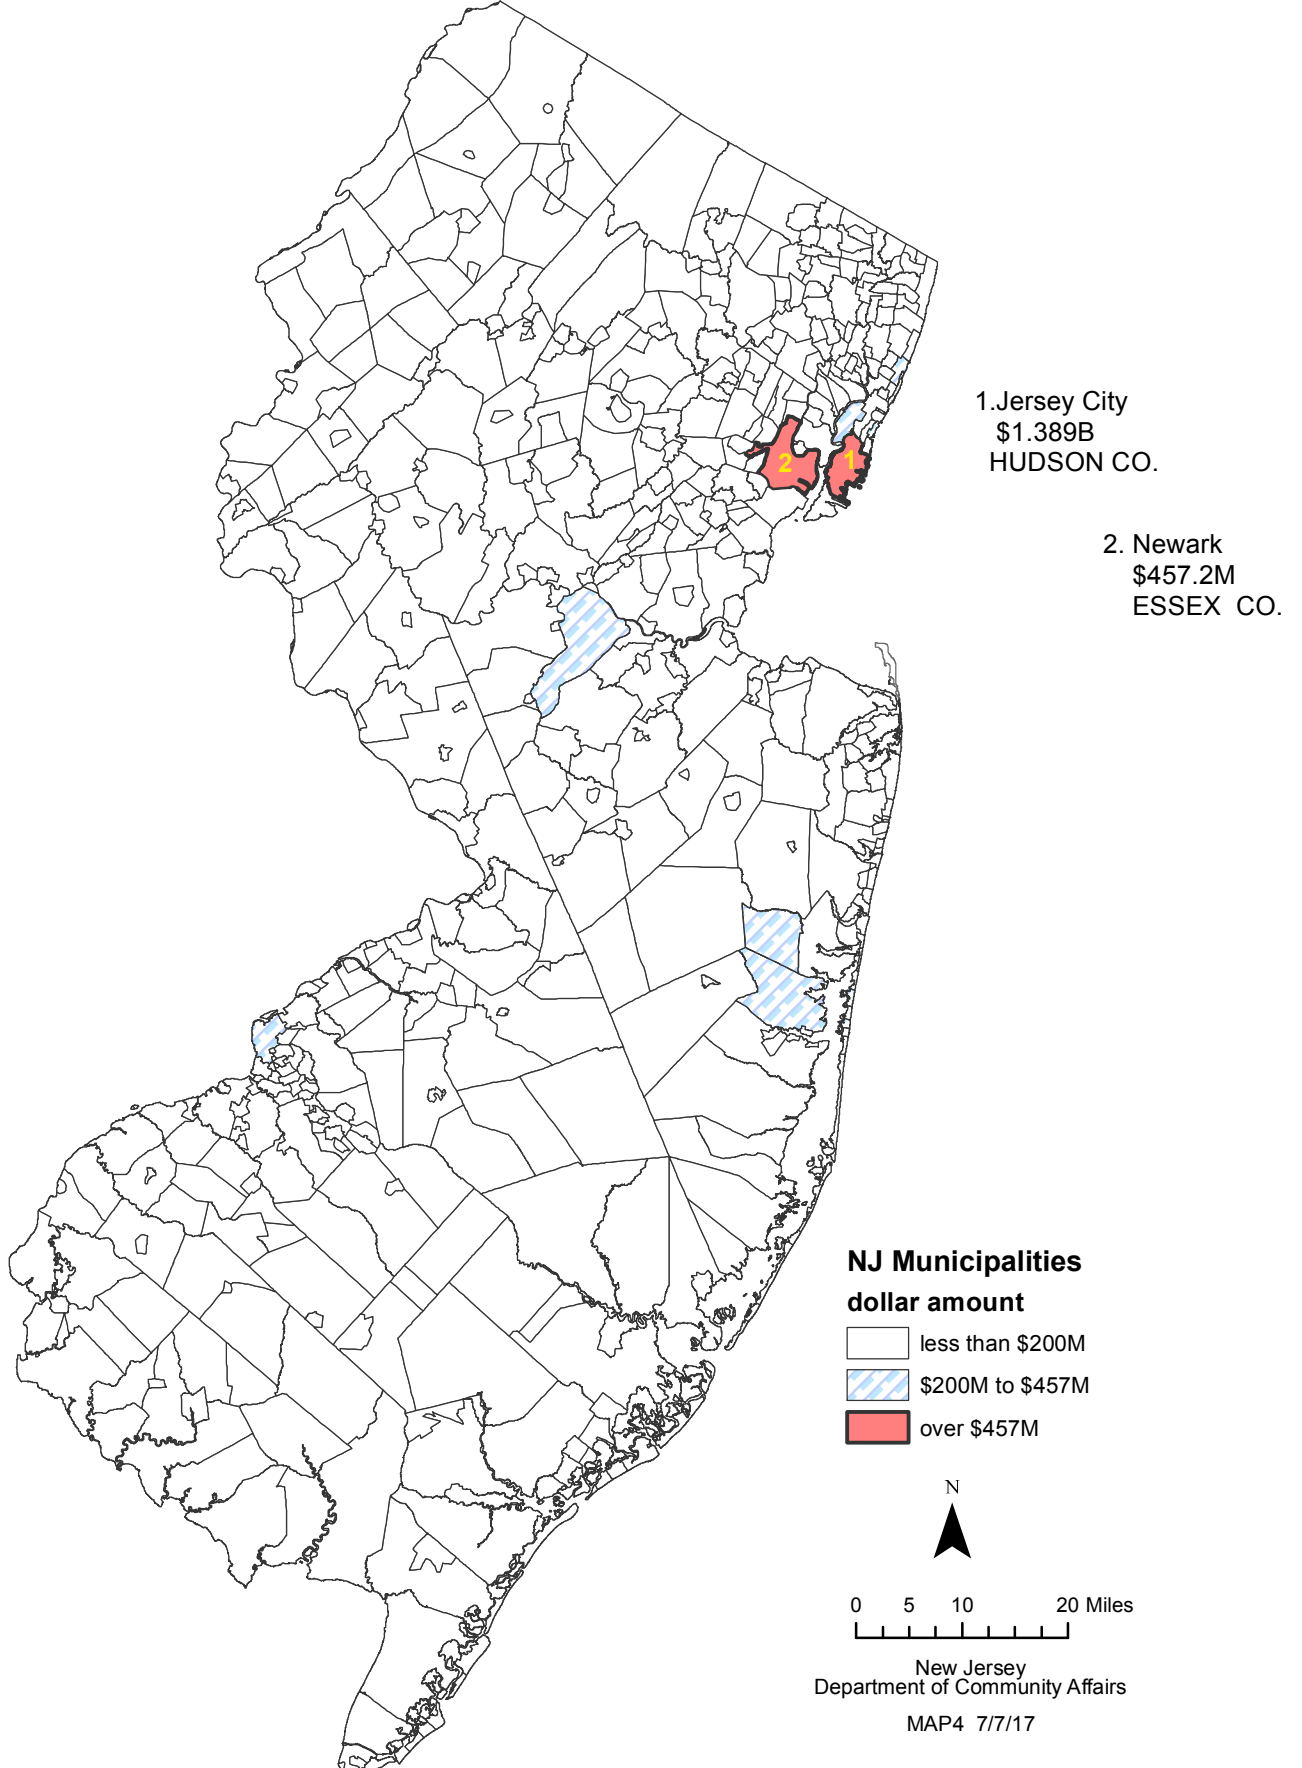 1.Jersey City
$1.389B
HUDSON CO.
2
1
2. Newark
$457.2M
ESSEX CO.
NJ Municipalities
dollar amount
less than $200M
$200M to $457M
over $457M
N
0 5 10 20 Miles
New Jersey
Department of Community Affairs
MAP4 7/7/17